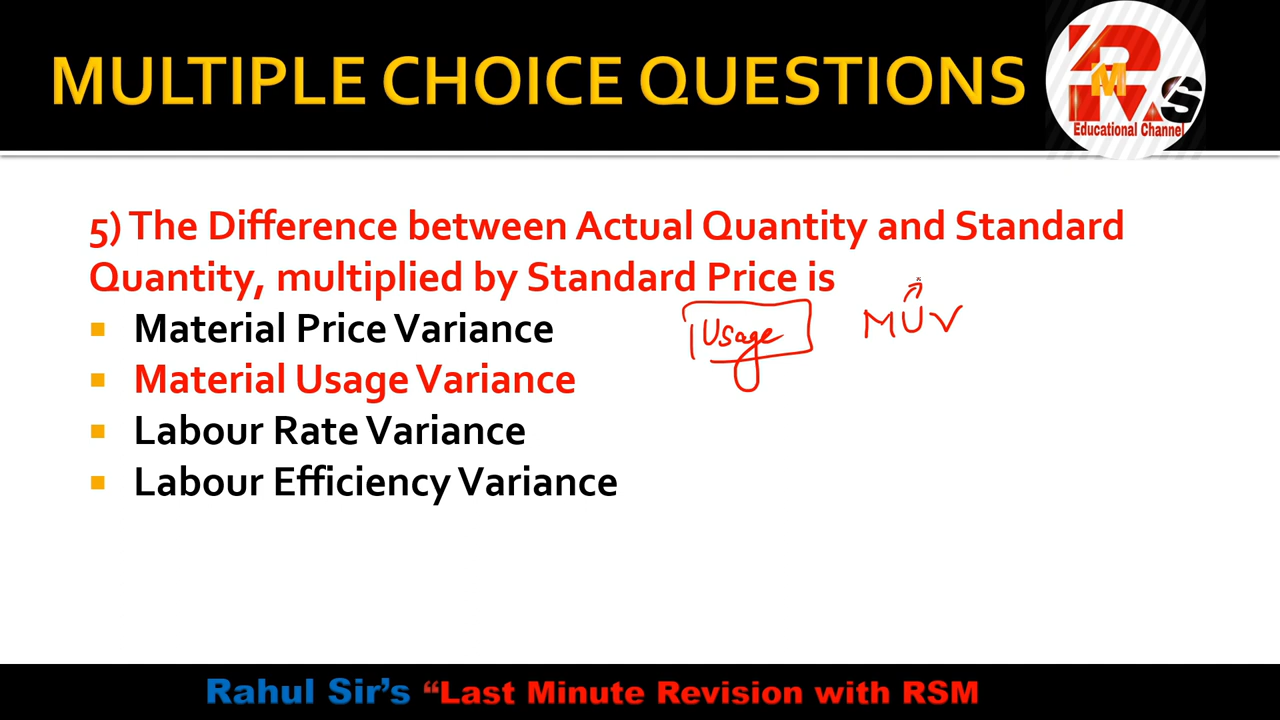 MULTIPLE CHOICE QUESTIONS
RMS
Educational Channel
5) The Difference between Actual Quantity and Standard
Quantity, multiplied by Standard Price is
Material Price Variance
Usage
MUV
Material Usage Variance
Labour Rate Variance
Labour Efficiency Variance
Rahul Sir's "Last Minute Revision with RSM